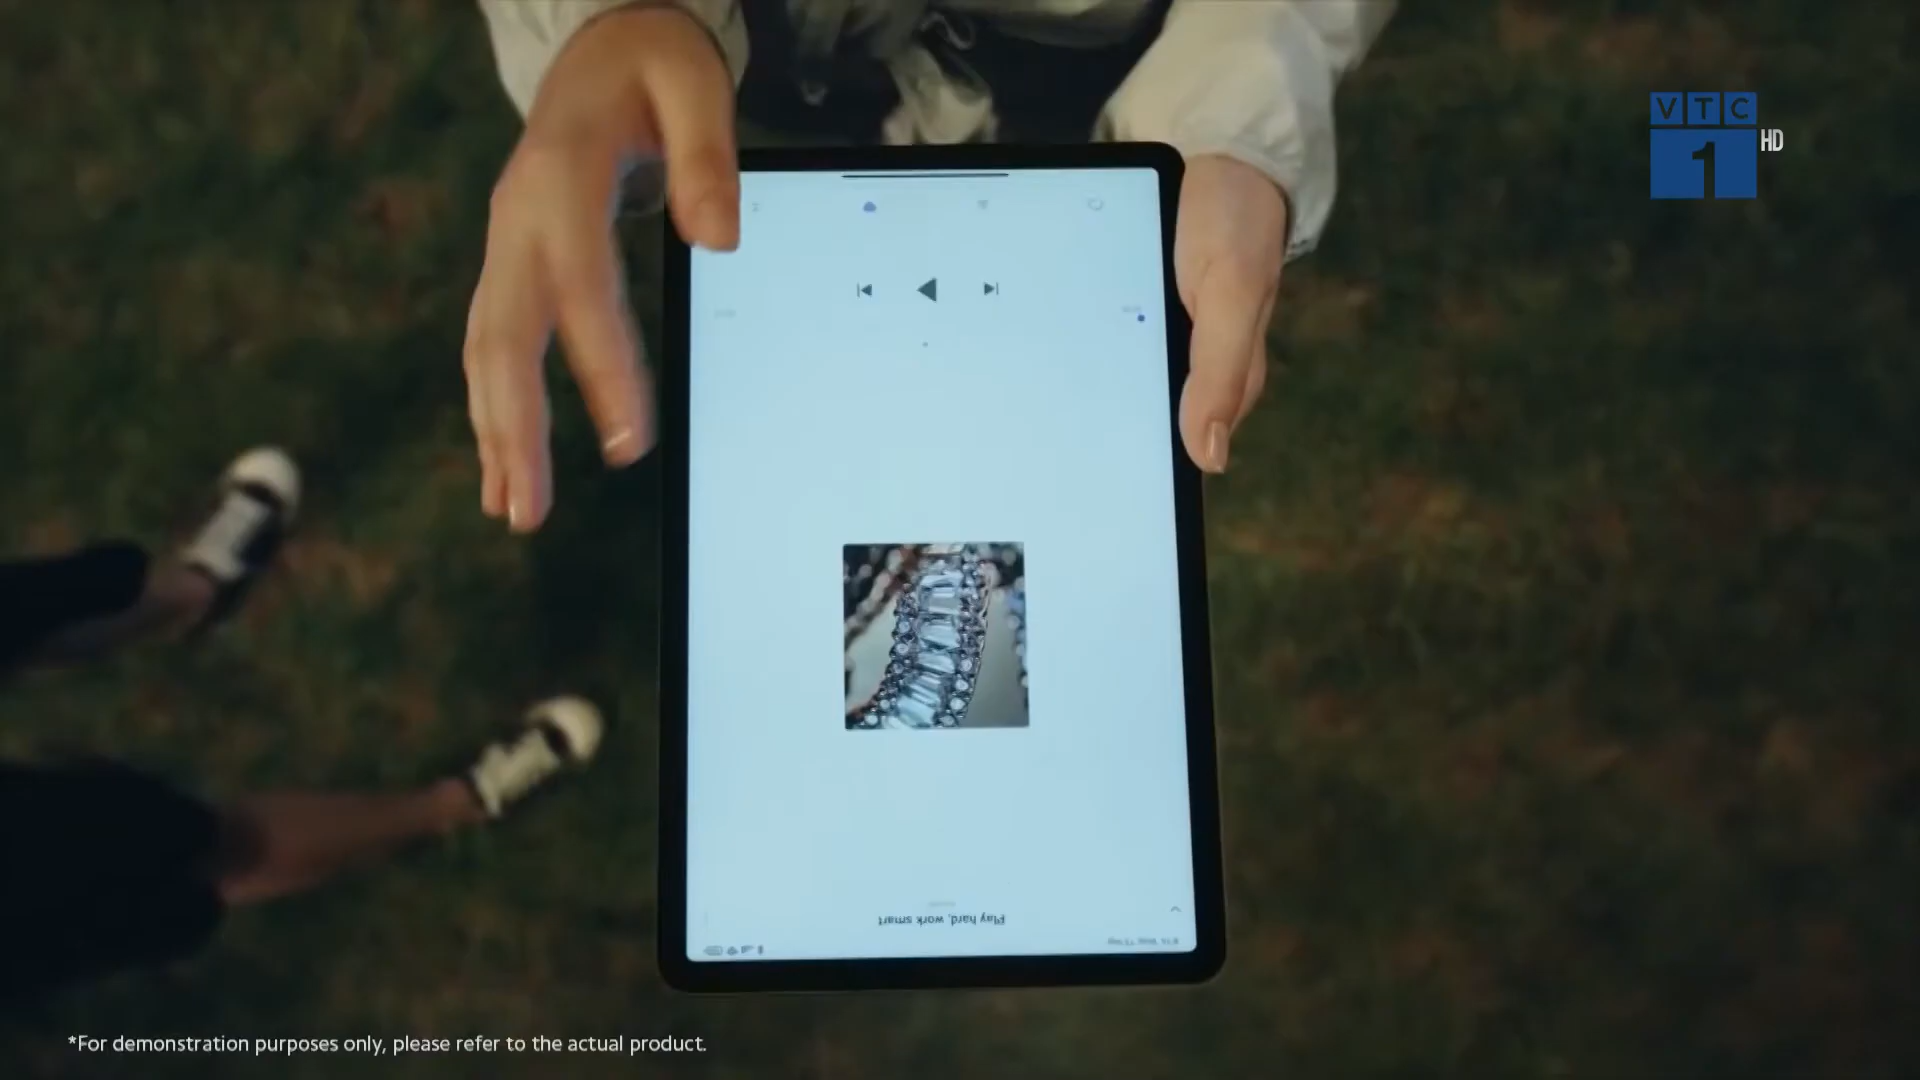 VTC
1
HD
Play hard, work smart
*For demonstration purposes only, please refer to the actual product.